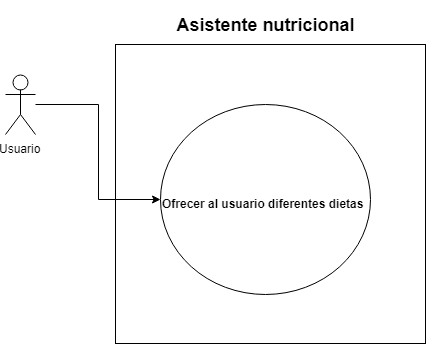 Asistente nutricional
Usuario
Ofrecer al usuario diferentes dietas